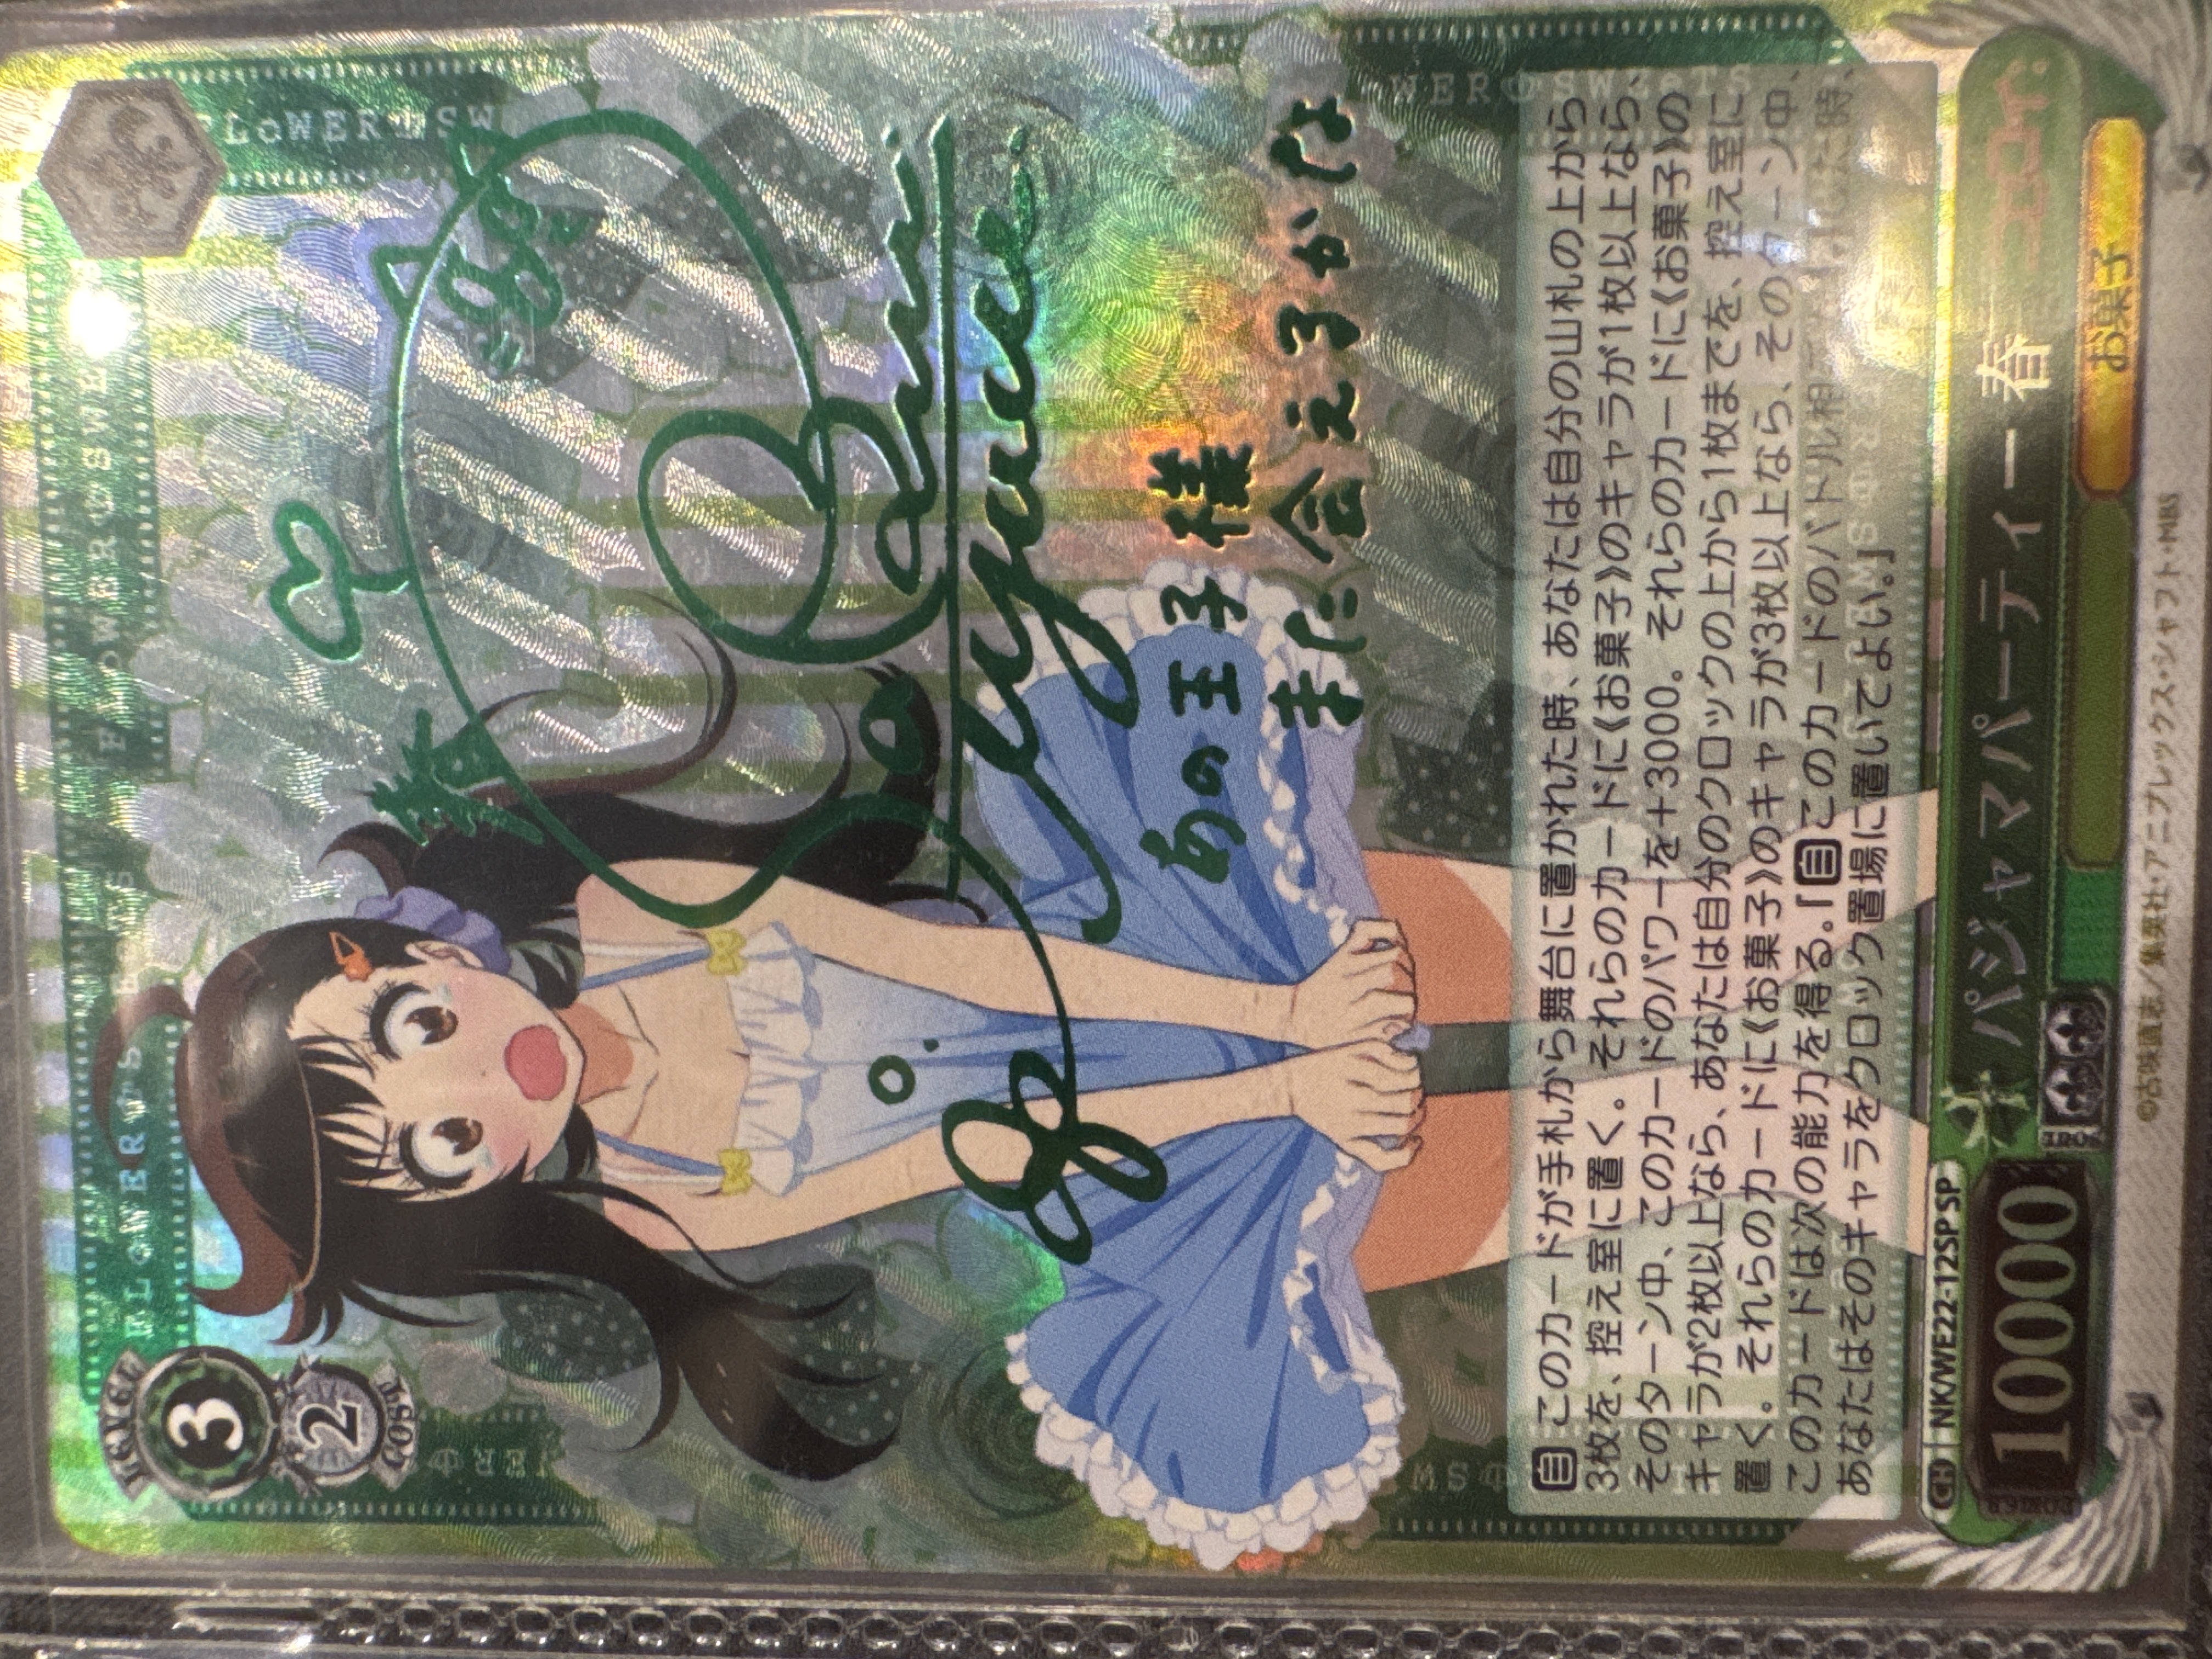 LEVEL
3
2
COST
FLOWER SWEETS
あの王子様
また会えるかな
【自】 このカードが手札から舞台に置かれた時、あなたは自分の山札の上から
3枚を、控え室に置く。それらのカードに《お菓子》のキャラが1枚以上なら、
そのターン中、このカードのパワーを+3000。それらのカードに《お菓子》の
キャラが2枚以上なら、あなたは自分のクロックの上から1枚までを、控え室に
置く。それらのカードに《お菓子》のキャラが3枚以上なら、そのターン中、
このカードは次の能力を得る。『【自】 このカードのバトル相手が
あなたはそのキャラをクロック置場に置いてよい。』
CH NK/WE22-12SP SP
パジャマパーティー 春
ニセコイ:
10000
POWER
お菓子
©古味直志/集英社・アニプレックス・シャフト・MBS